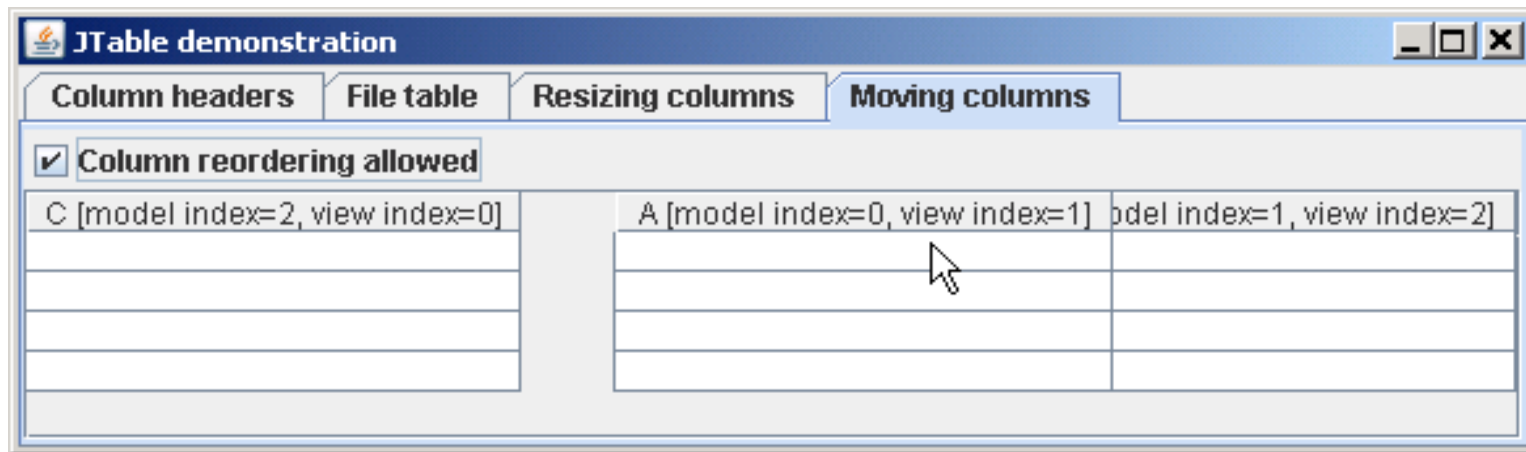 JTable demonstration
Column headers File table Resizing columns Moving columns
Column reordering allowed
C [model index=2, view index=0] A [model index=0, view index=1] index=1, view index=2]